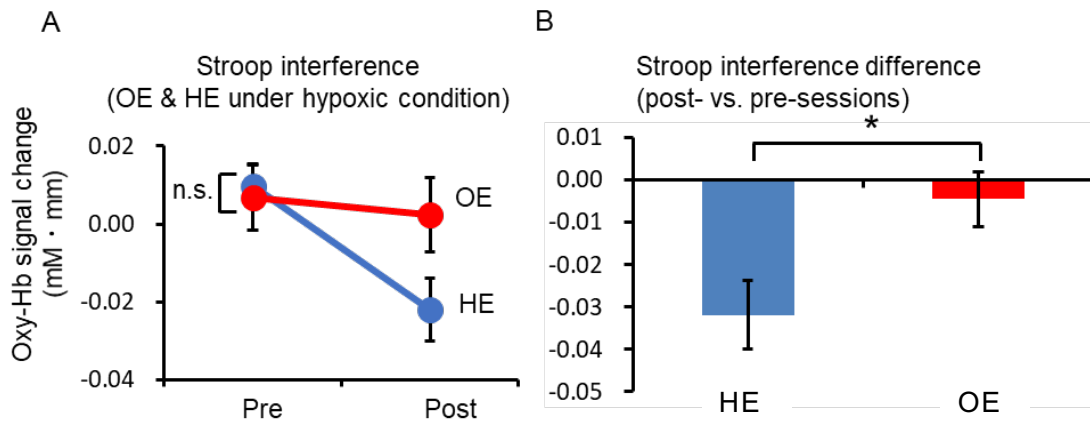 A
Stroop interference
(OE & HE under hypoxic condition)
Oxy-Hb signal change
(mM・mm)
0.02
0.00
-0.02
-0.04
n.s.
OE
HE
Pre
Post
B
Stroop interference difference
(post- vs. pre-sessions)
*
0.01
0.00
-0.01
-0.02
-0.03
-0.04
-0.05
HE
OE